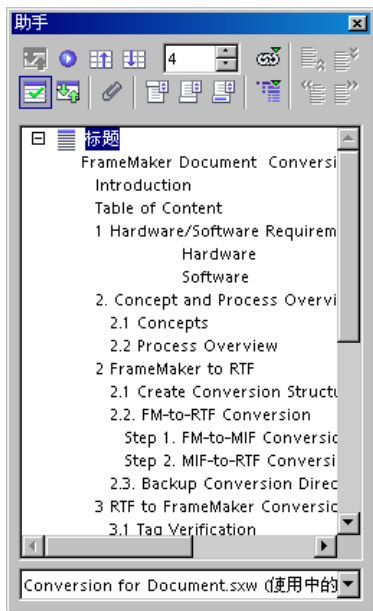 助手
4
标题
FrameMaker Document Conversi
Introduction
Table of Content
1 Hardware/Software Requirem
Hardware
Software
2. Concept and Process Overvi
2.1 Concepts
2.2 Process Overview
2 FrameMaker to RTF
2.1 Create Conversion Structu
2.2. FM-to-RTF Conversion
Step 1. FM-to-MIF Conversio
Step 2. MIF-to-RTF Conversi
2.3. Backup Conversion Direc
3 RTF to FrameMaker Conversic
3.1 Tag Verification
Conversion for Document.sxw (使用中的